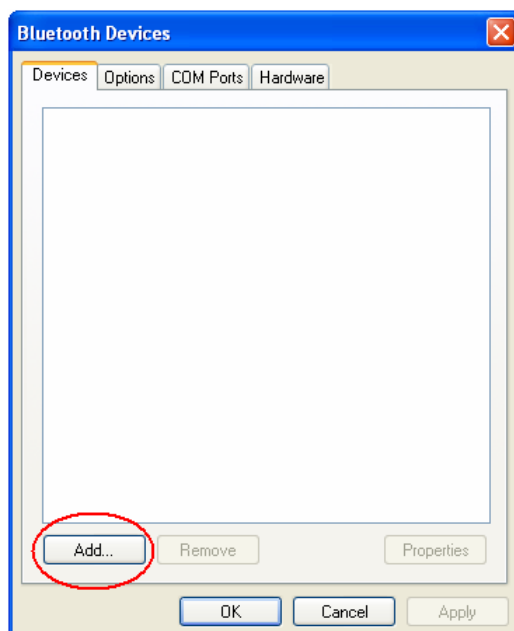 Bluetooth Devices
Devices Options COM Ports Hardware
Add... Remove Properties
OK Cancel Apply